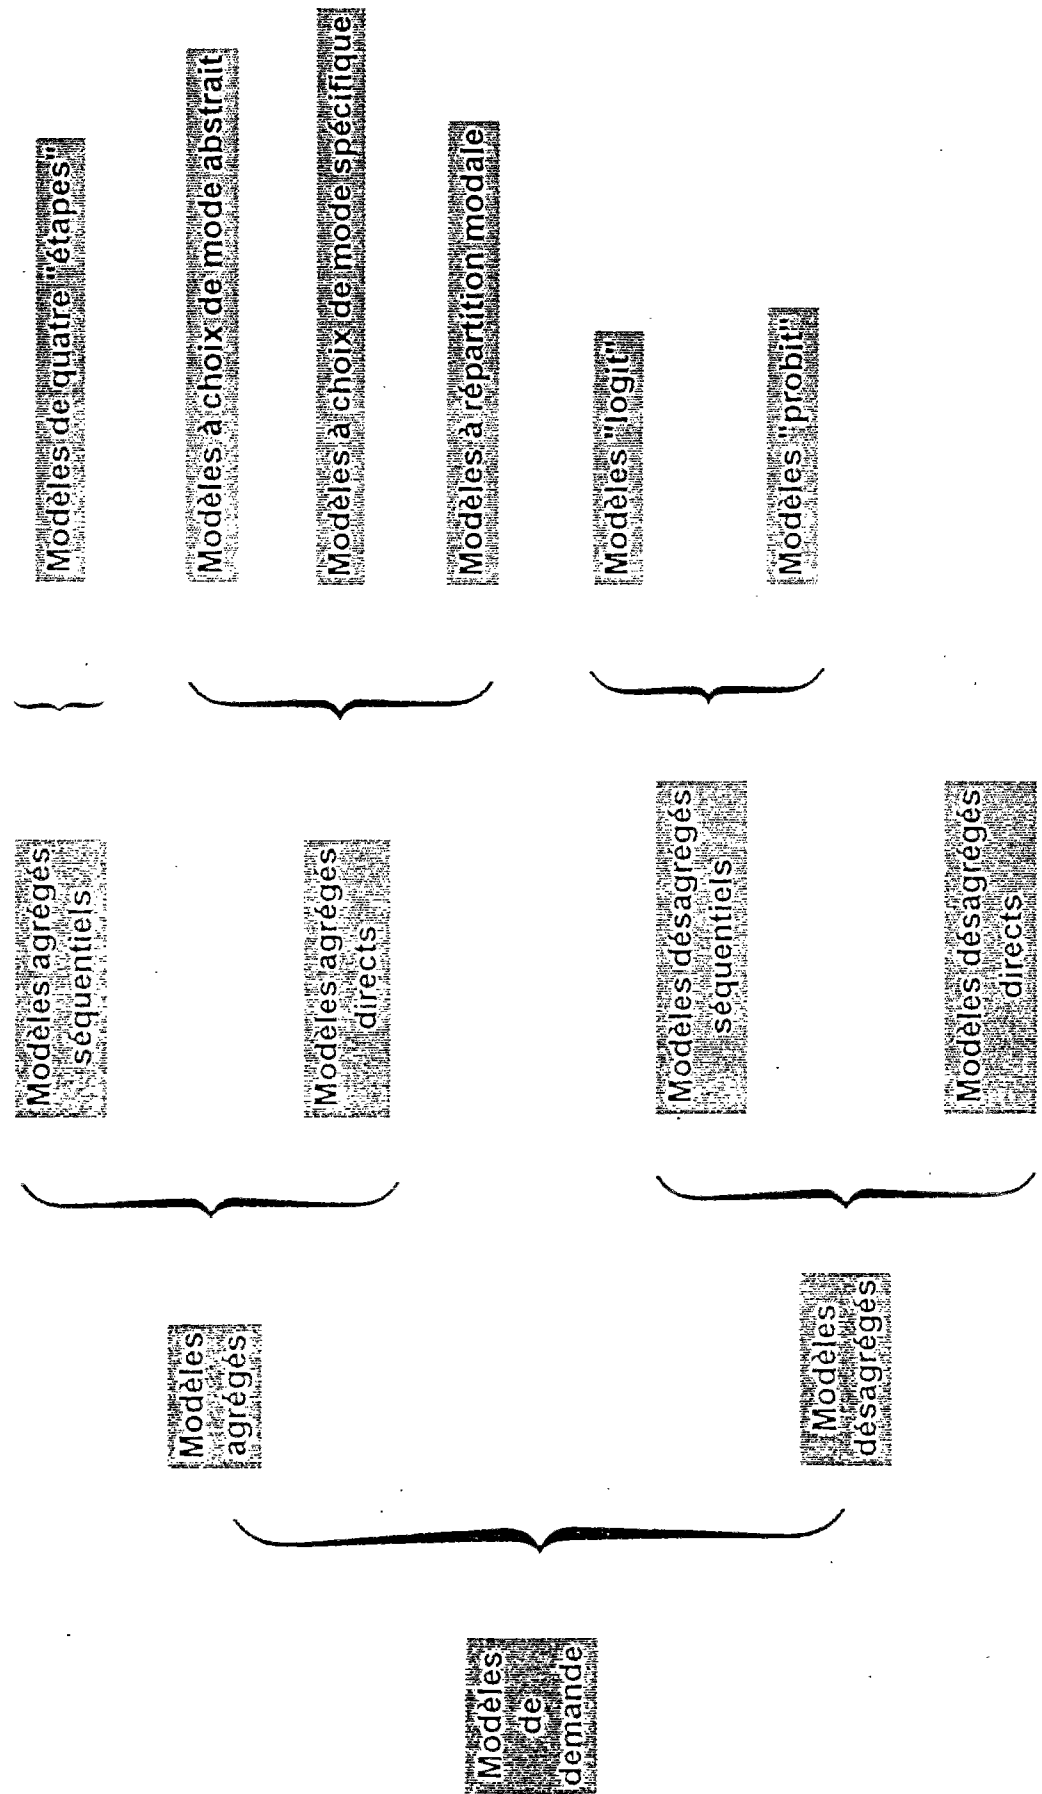 Modèles
de
demande
Modèles
agrégés
Modèles
désagrégés
Modèles agrégés
séquentiels
Modèles agrégés
directs
Modèles désagrégés
séquentiels
Modèles désagrégés
directs
Modèles de quatre "étapes"
Modèles à choix de mode abstrait
Modèles à choix de mode spécifique
Modèles à répartition modale
Modèles "logit"
Modèles "probit"